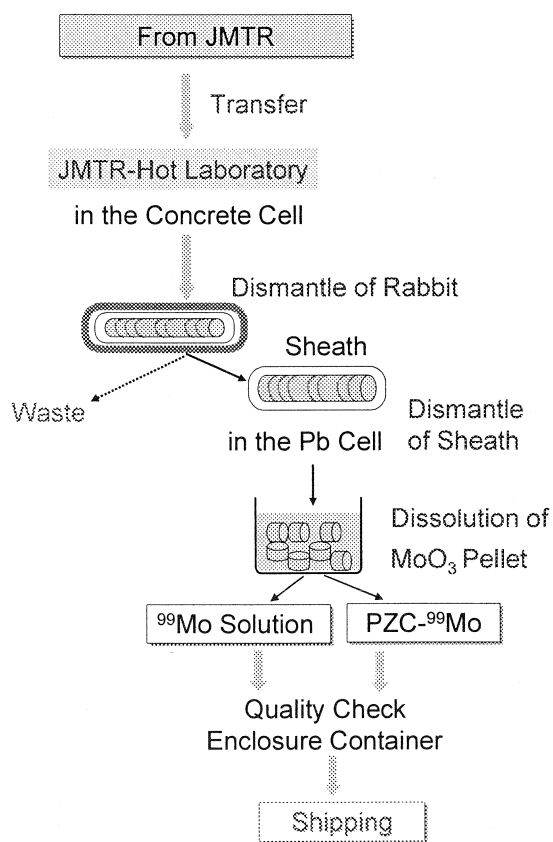 From JMTR
Transfer
JMTR-Hot Laboratory
in the Concrete Cell
Dismantle of Rabbit
Sheath
Waste
Dismantle
of Sheath
in the Pb Cell
Dissolution of
MoO₃ Pellet
⁹⁹Mo Solution
PZC-⁹⁹Mo
Quality Check
Enclosure Container
Shipping